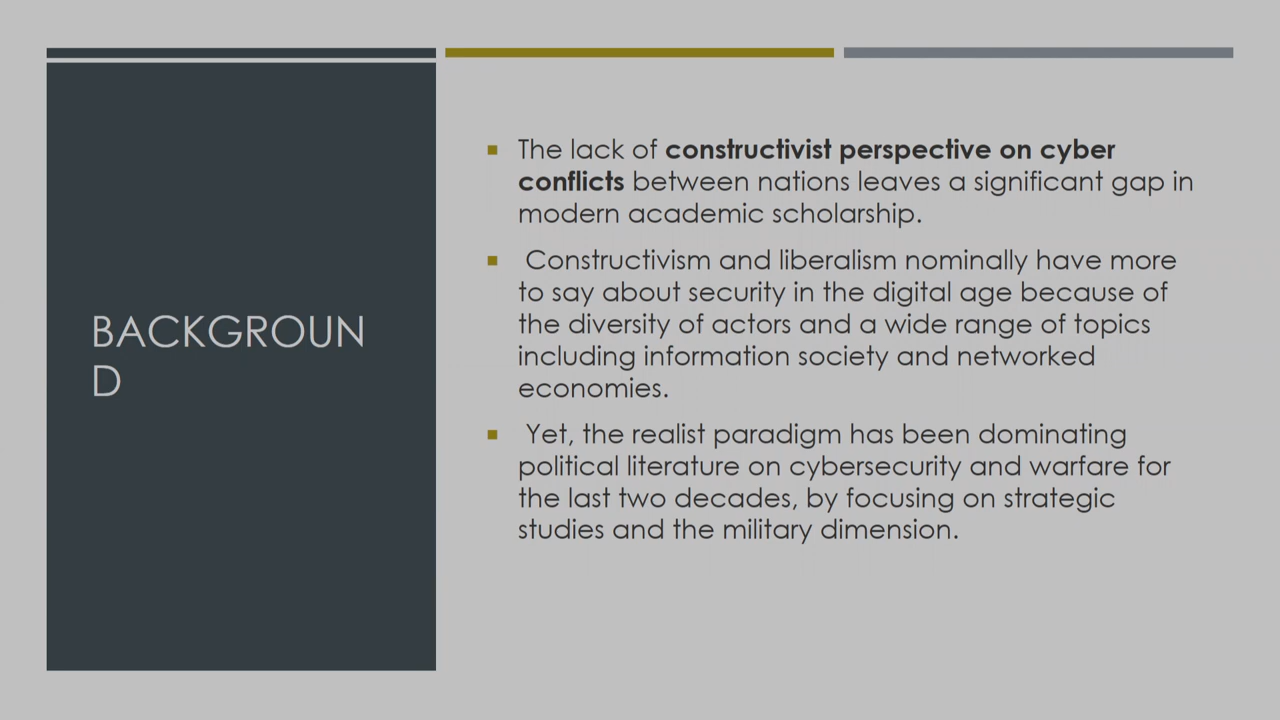 BACKGROUN
D
The lack of constructivist perspective on cyber
conflicts between nations leaves a significant gap in
modern academic scholarship.
Constructivism and liberalism nominally have more
to say about security in the digital age because of
the diversity of actors and a wide range of topics
including information society and networked
economies.
Yet, the realist paradigm has been dominating
political literature on cybersecurity and warfare for
the last two decades, by focusing on strategic
studies and the military dimension.